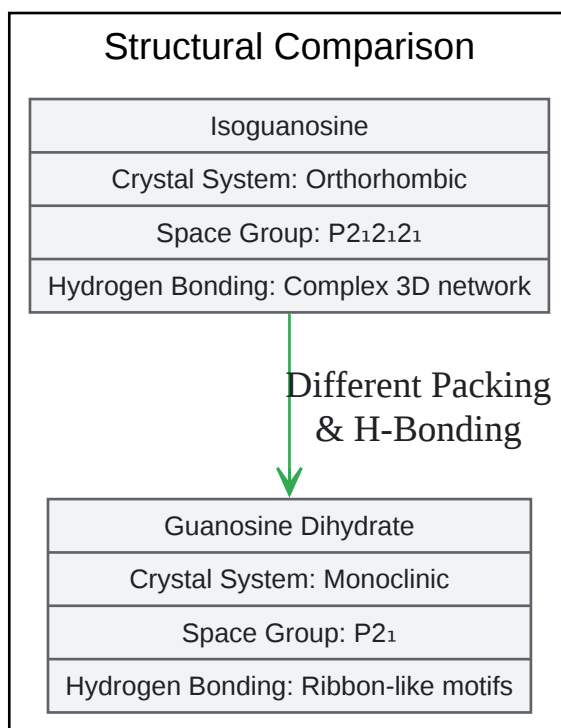 Structural Comparison
Isoguanosine
Crystal System: Orthorhombic
Space Group: P2₁2₁2₁
Hydrogen Bonding: Complex 3D network
Different Packing
& H-Bonding
Guanosine Dihydrate
Crystal System: Monoclinic
Space Group: P2₁
Hydrogen Bonding: Ribbon-like motifs